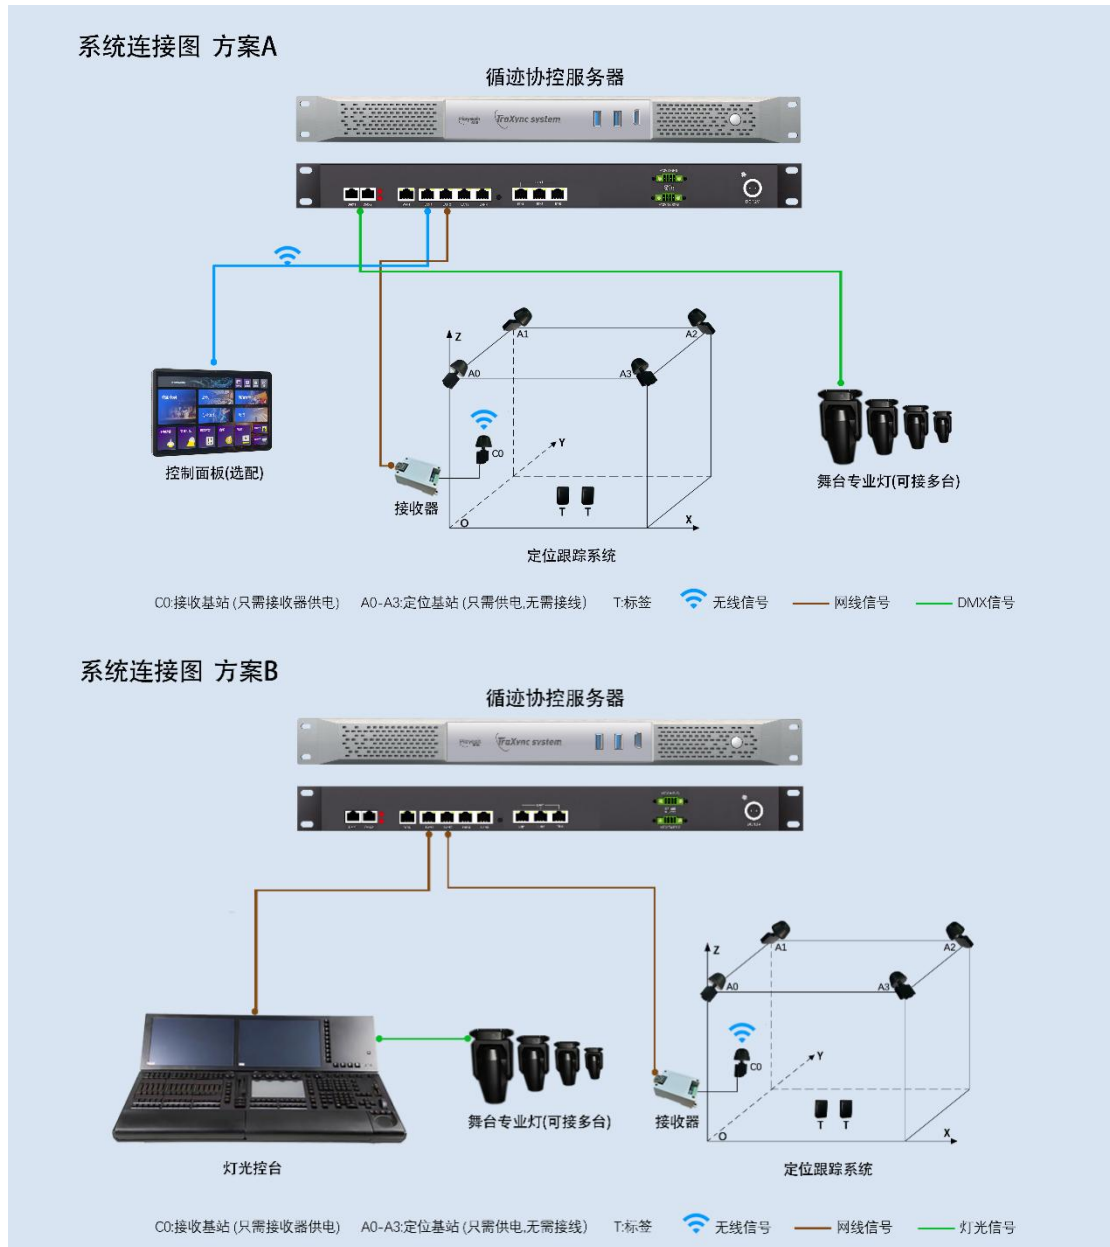 系统连接图 方案A
循迹协控服务器
TraXync system
Z
A1
A2
A0
A3
Y
C0
控制面板(选配)
接收器
T T
O
X
舞台专业灯(可接多台)
定位跟踪系统
C0:接收基站 (只需接收器供电) A0-A3:定位基站 (只需供电,无需接线) T:标签 无线信号 网线信号 DMX信号
系统连接图 方案B
循迹协控服务器
TraXync system
Z
A1
A2
A0
A3
Y
C0
舞台专业灯(可接多台)
接收器
T T
O
X
灯光控台
定位跟踪系统
C0:接收基站 (只需接收器供电) A0-A3:定位基站 (只需供电,无需接线) T:标签 无线信号 网线信号 灯光信号